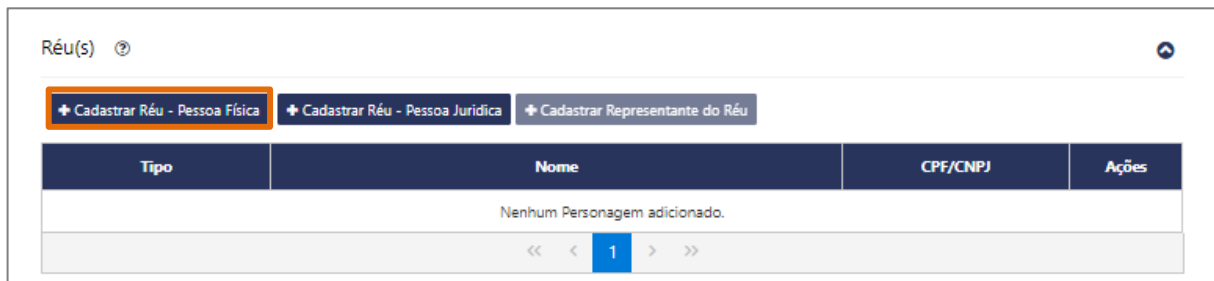 Réu(s) ?
+ Cadastrar Réu - Pessoa Física + Cadastrar Réu - Pessoa Juridica + Cadastrar Representante do Réu
Tipo Nome CPF/CNPJ Ações
Nenhum Personagem adicionado.
<< < 1 > >>